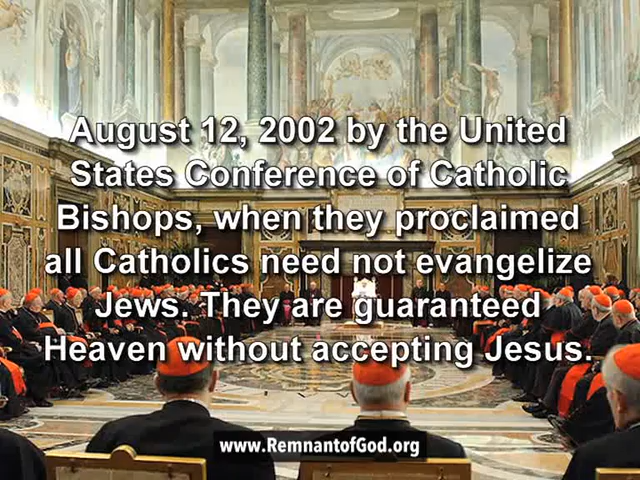 August 12, 2002 by the United
States Conference of Catholic
Bishops, when they proclaimed
all Catholics need not evangelize
Jews. They are guaranteed
Heaven without accepting Jesus.
www.RemnantofGod.org